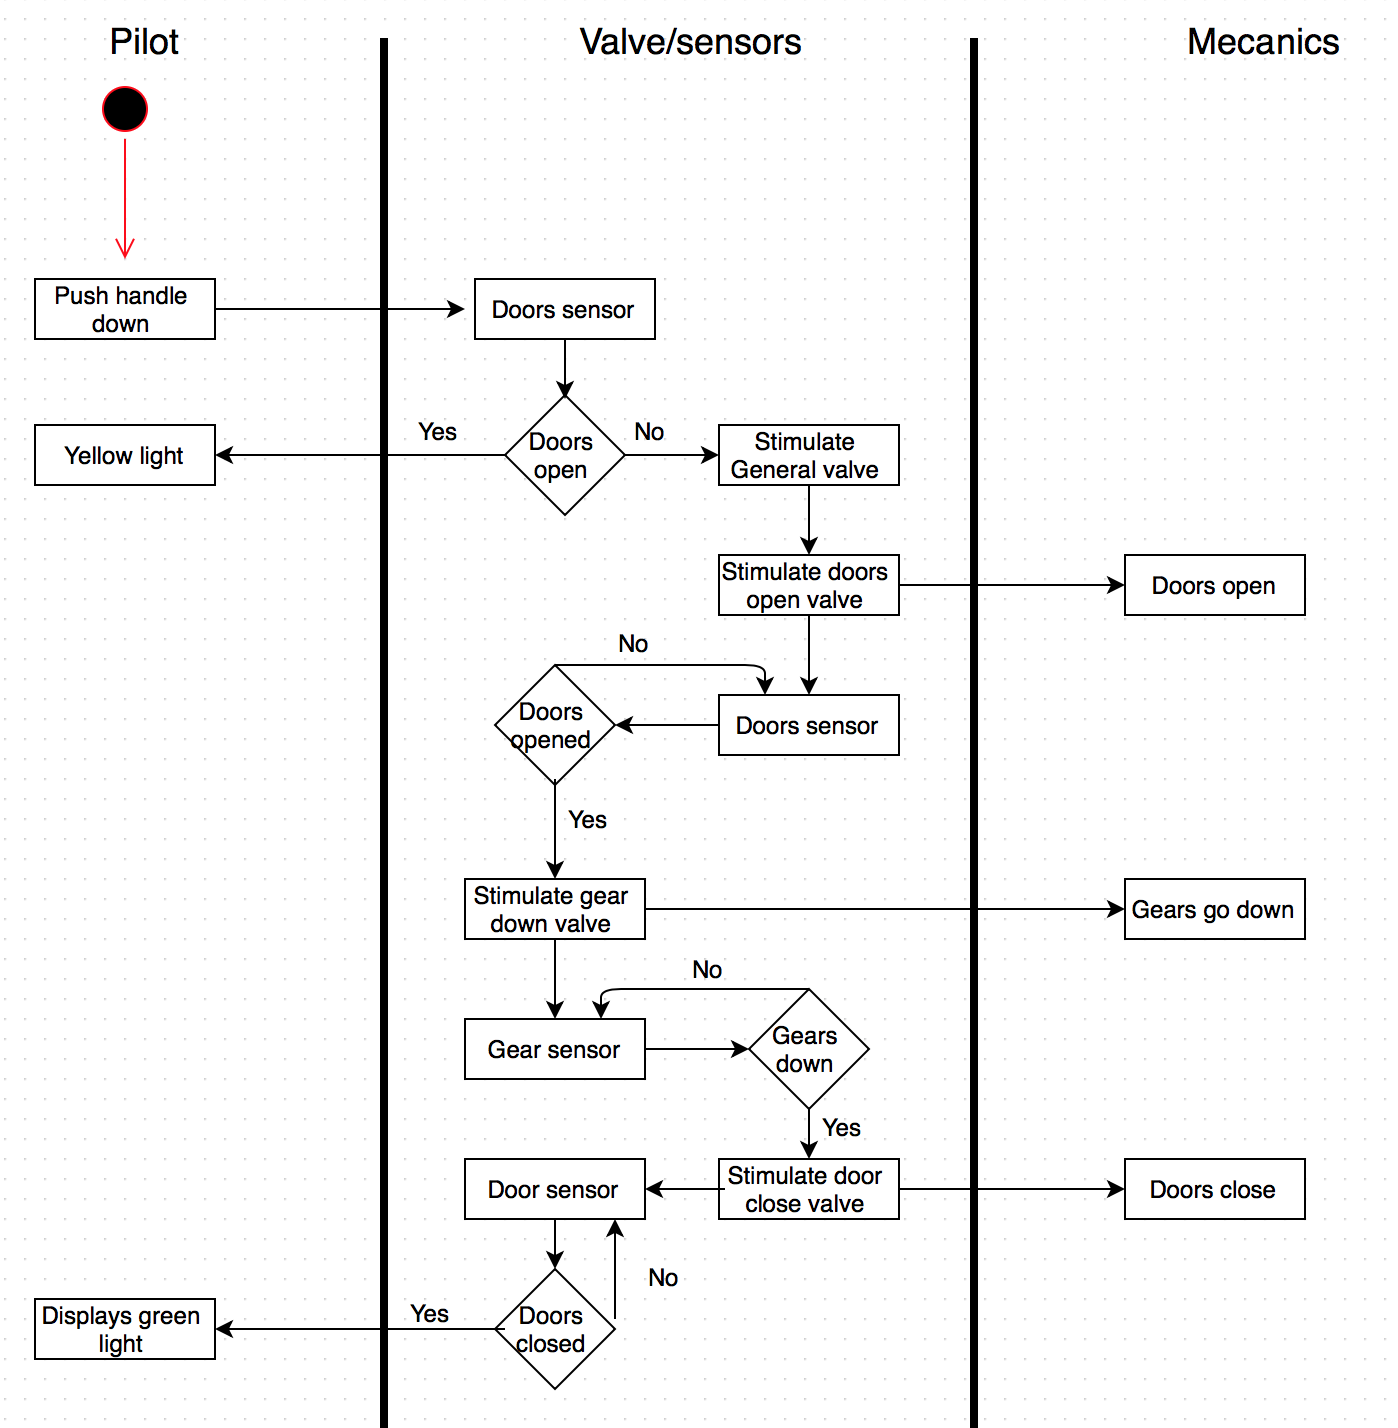 Pilot
Valve/sensors
Mecanics
Push handle
down
Doors sensor
Yellow light
Yes
Doors
open
No
Stimulate
General valve
Stimulate doors
open valve
Doors open
No
Doors
opened
Doors sensor
Yes
Stimulate gear
down valve
Gears go down
No
Gear sensor
Gears
down
Yes
Door sensor
Stimulate door
close valve
Doors close
No
Displays green
light
Yes
Doors
closed